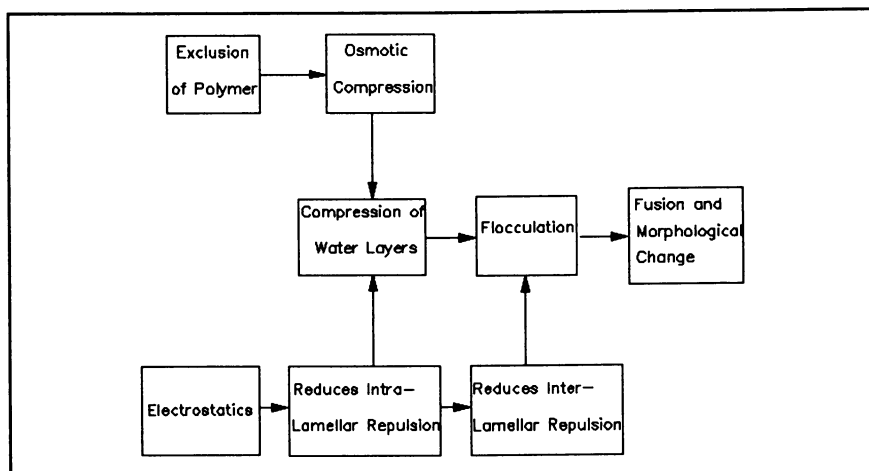 Exclusion
of Polymer
Osmotic
Compression
Compression of
Water Layers
Flocculation
Fusion and
Morphological
Change
Electrostatics
Reduces Intra-
Lamellar Repulsion
Reduces Inter-
Lamellar Repulsion